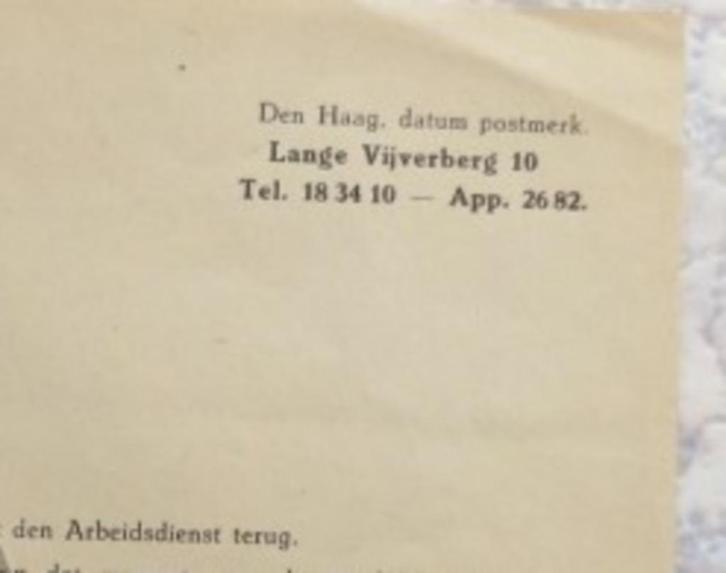 Den Haag, datum postmerk.
Lange Vijverberg 10
Tel. 18 34 10 — App. 26 82.
den Arbeidsdienst terug.